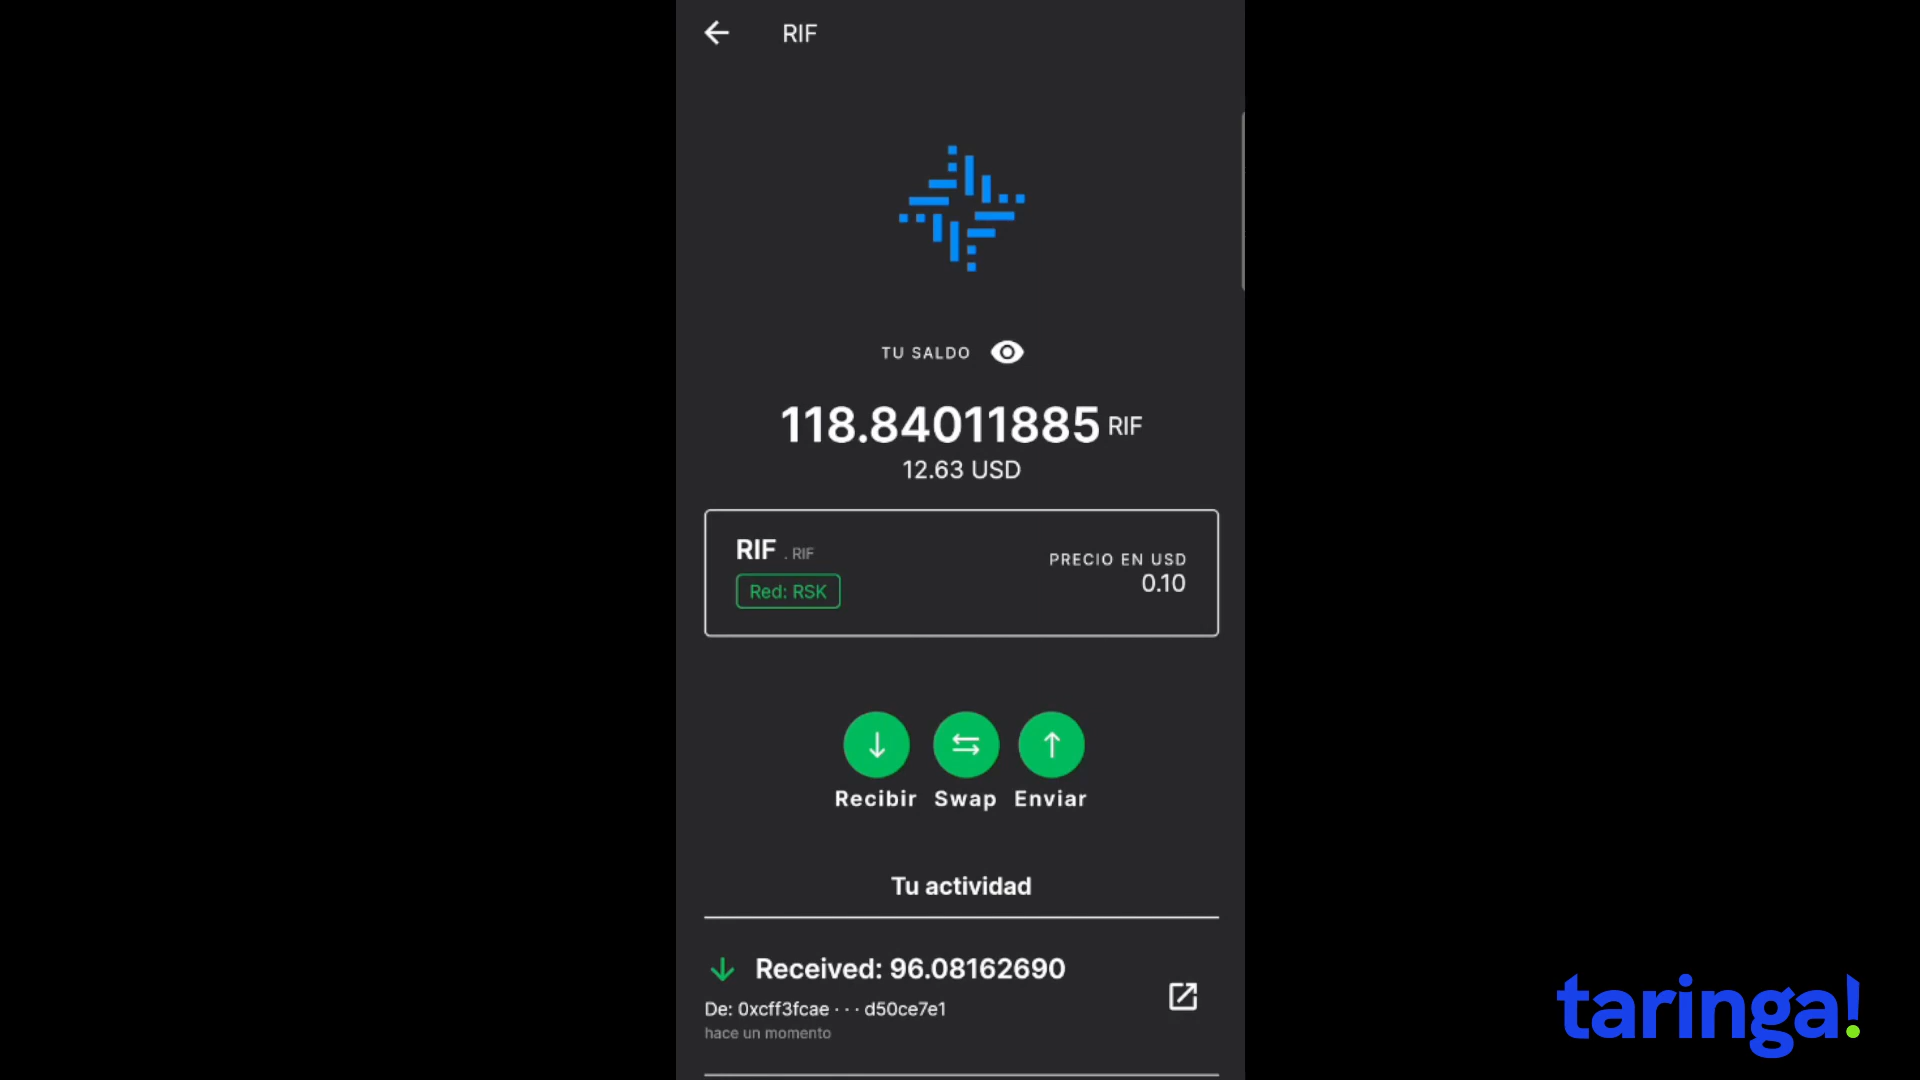 RIF
TU SALDO
118.84011885 RIF
12.63 USD
RIF . RIF
Red: RSK
PRECIO EN USD
0.10
Recibir Swap Enviar
Tu actividad
Received: 96.08162690
De: 0xcff3fcae · · · d50ce7e1
hace un momento
taringa!